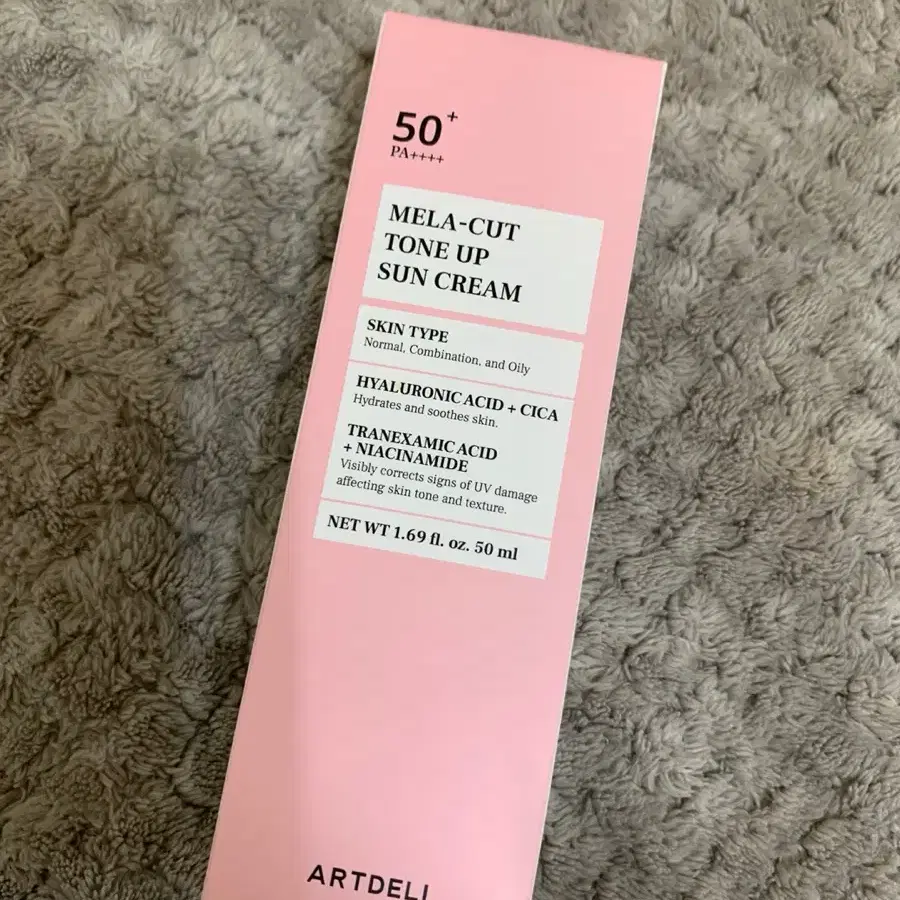 50+
PA++++
MELA-CUT
TONE UP
SUN CREAM
SKIN TYPE
Normal, Combination, and Oily
HYALURONIC ACID + CICA
Hydrates and soothes skin.
TRANEXAMIC ACID
+ NIACINAMIDE
Visibly corrects signs of UV damage
affecting skin tone and texture.
NET WT 1.69 fl. oz. 50 ml
ARTDELI